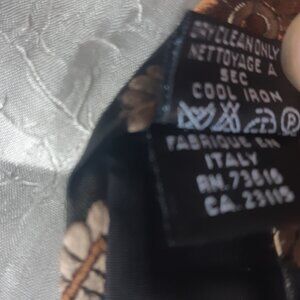 DRY CLEAN ONLY
NETTOYAGE A
SEC
COOL IRON
FABRIQUE EN
ITALY
RN. 73616
CA. 23115